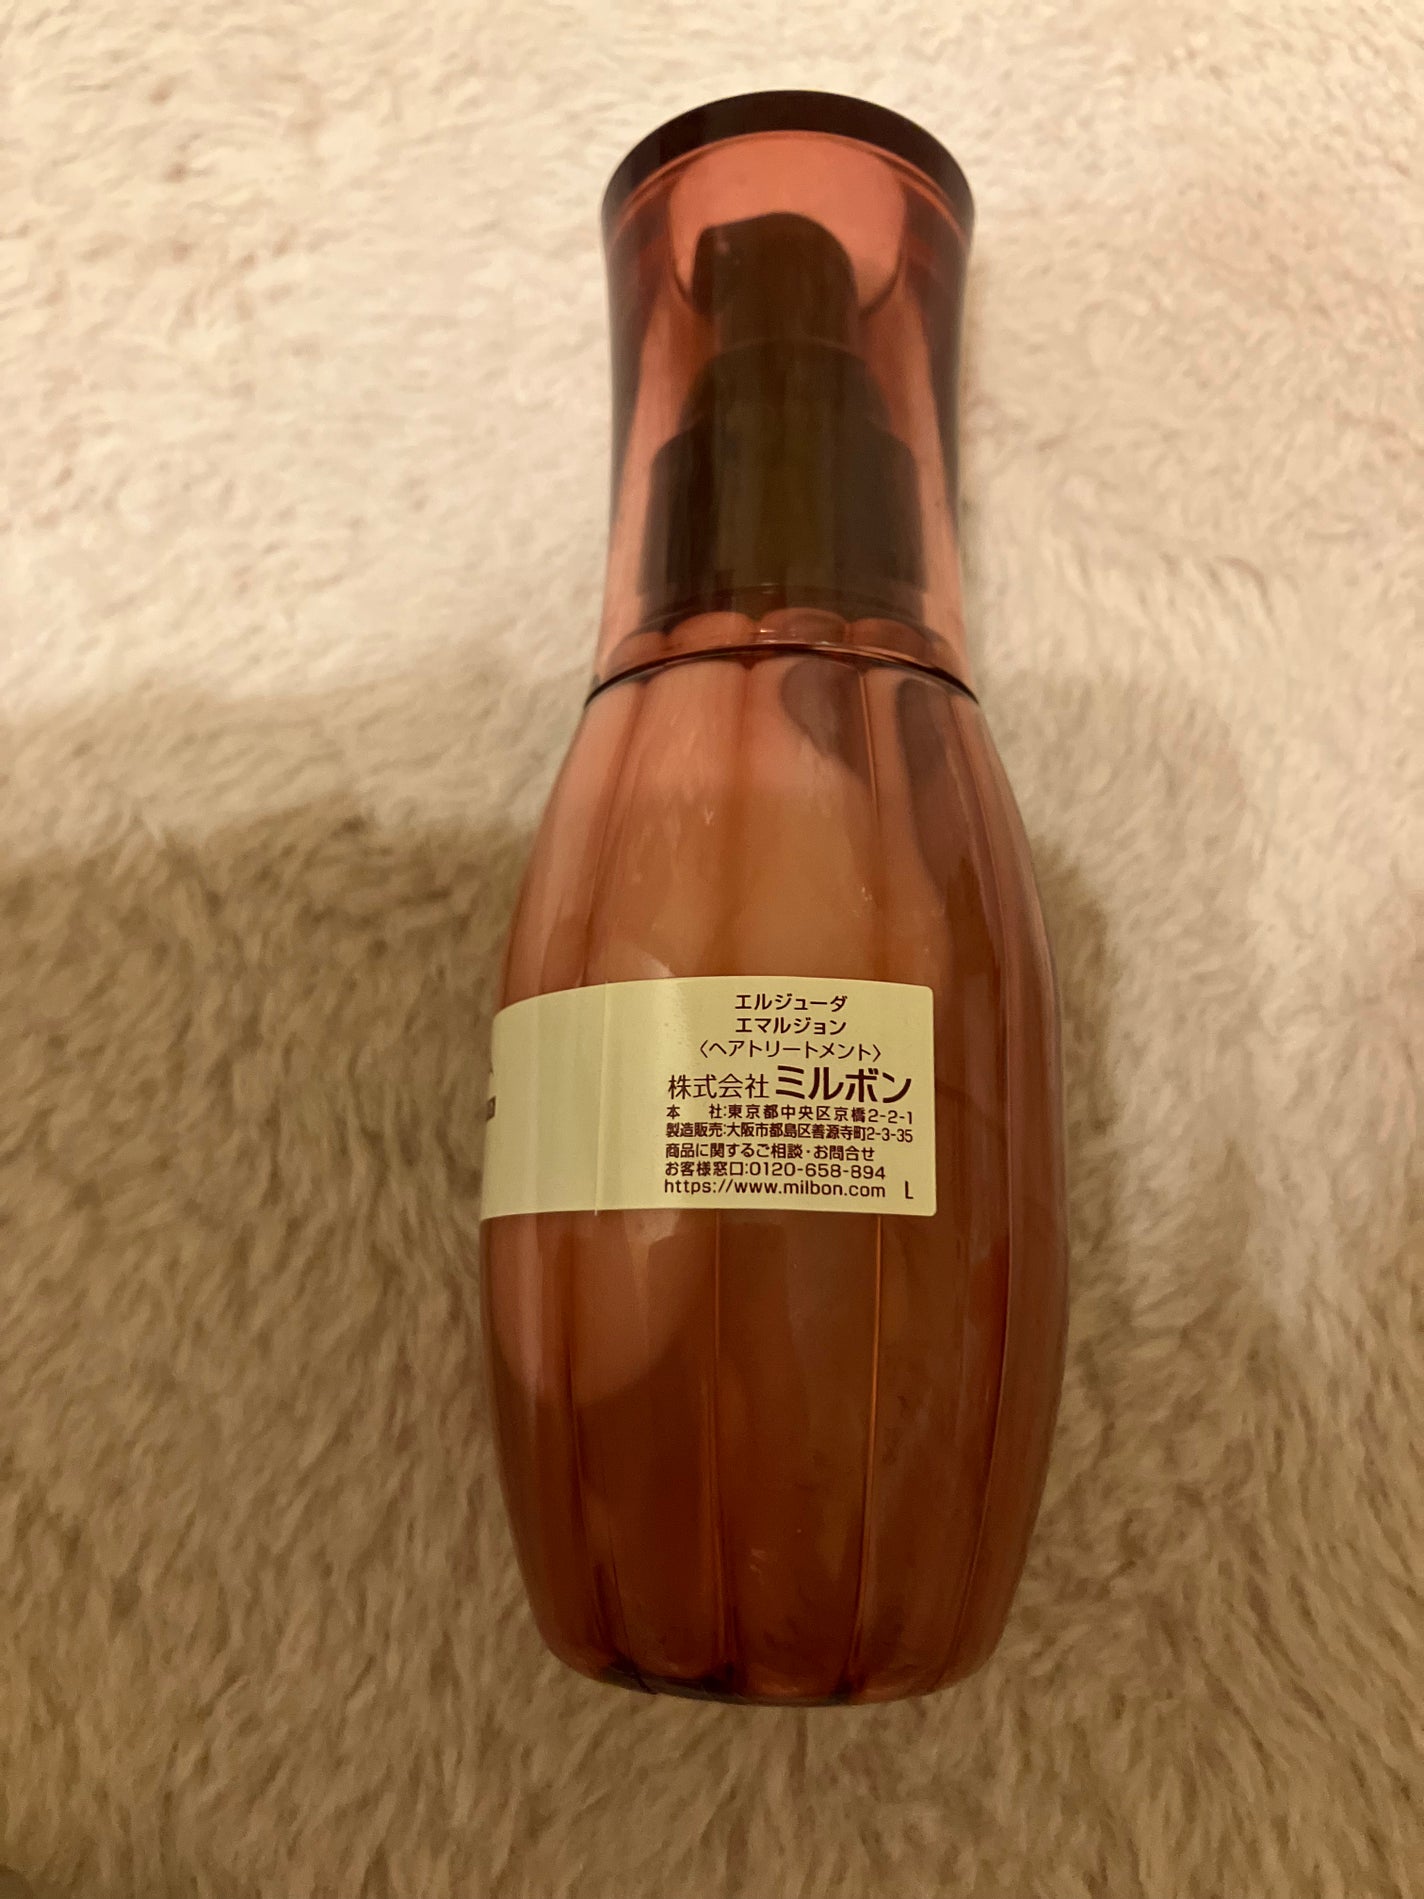 エルジューダ
エマルジョン
〈ヘアトリートメント〉
株式会社 ミルボン
本 社:東京都中央区京橋2-2-1
製造販売:大阪市都島区善源寺町2-3-35
商品に関するご相談・お問合せ
お客様窓口:0120-658-894
https://www.milbon.com L